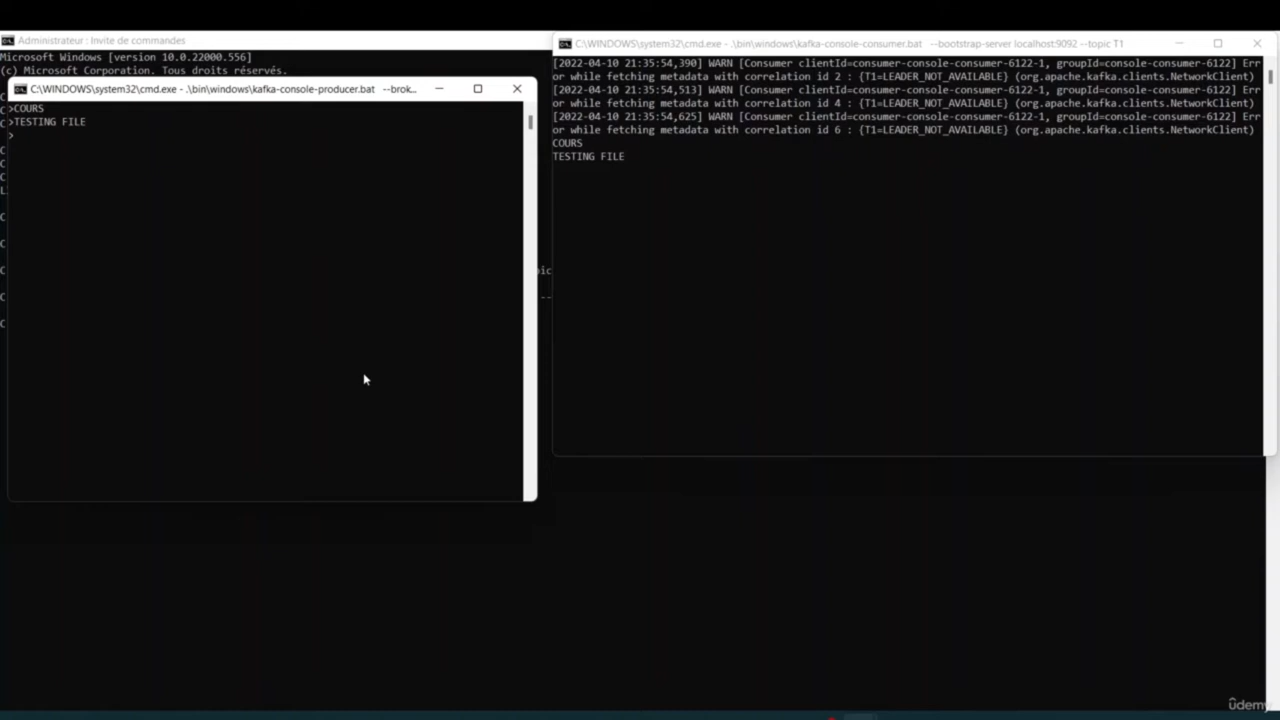 Administrateur : Invite de commandes
Microsoft Windows [version 10.0.22000.556]
(c) Microsoft Corporation. Tous droits réservés.
C:\WINDOWS\system32\cmd.exe - .\bin\windows\kafka-console-producer.bat --brok...
>COURS
>TESTING FILE
>
C:\WINDOWS\system32\cmd.exe - .\bin\windows\kafka-console-consumer.bat --bootstrap-server localhost:9092 --topic T1
[2022-04-10 21:35:54,390] WARN [Consumer clientId=consumer-console-consumer-6122-1, groupId=console-consumer-6122] Err
or while fetching metadata with correlation id 2 : {T1=LEADER_NOT_AVAILABLE} (org.apache.kafka.clients.NetworkClient)
[2022-04-10 21:35:54,513] WARN [Consumer clientId=consumer-console-consumer-6122-1, groupId=console-consumer-6122] Err
or while fetching metadata with correlation id 4 : {T1=LEADER_NOT_AVAILABLE} (org.apache.kafka.clients.NetworkClient)
[2022-04-10 21:35:54,625] WARN [Consumer clientId=consumer-console-consumer-6122-1, groupId=console-consumer-6122] Err
or while fetching metadata with correlation id 6 : {T1=LEADER_NOT_AVAILABLE} (org.apache.kafka.clients.NetworkClient)
COURS
TESTING FILE
ûdemy